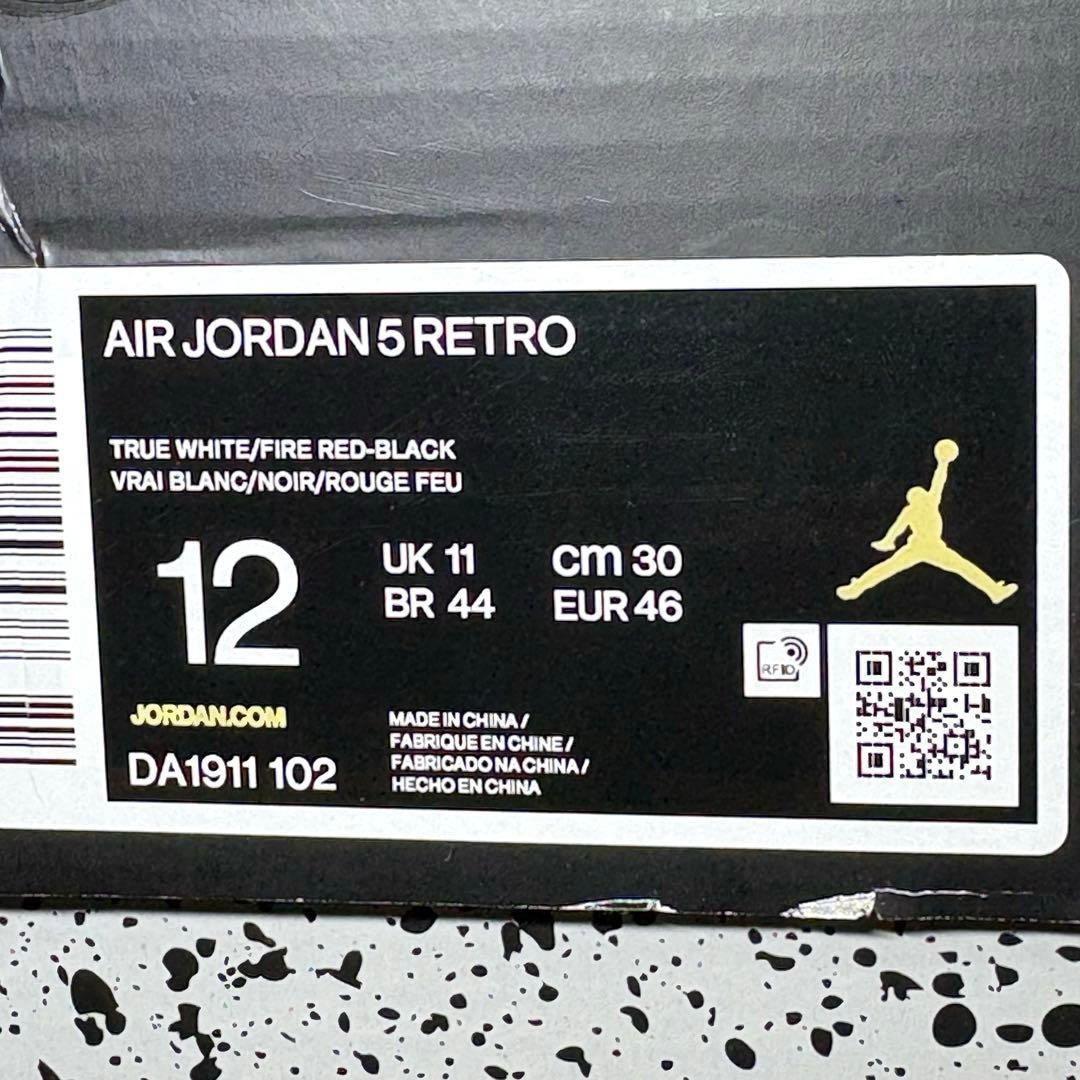 AIR JORDAN 5 RETRO
TRUE WHITE/FIRE RED-BLACK
VRAI BLANC/NOIR/ROUGE FEU
12
UK 11
cm 30
BR 44
EUR 46
RFID
JORDAN.COM
DA1911 102
MADE IN CHINA /
FABRIQUE EN CHINE /
FABRICADO NA CHINA /
HECHO EN CHINA